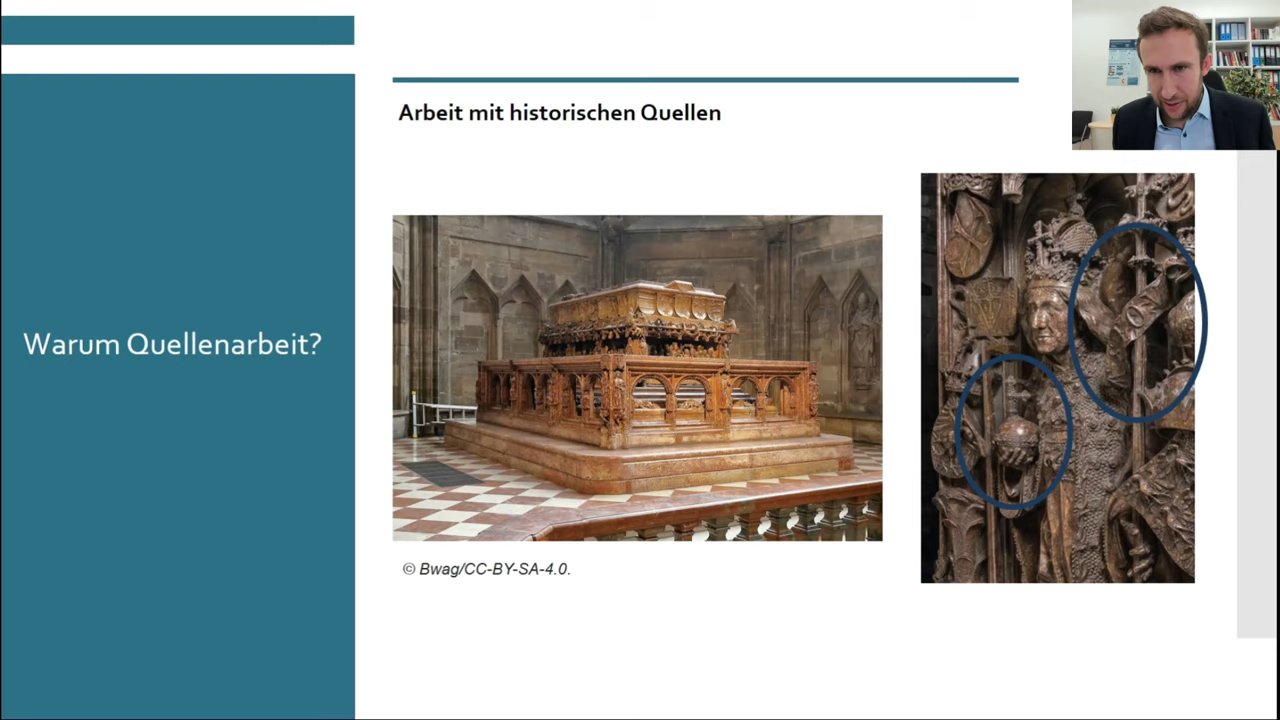 Arbeit mit historischen Quellen
Warum Quellenarbeit?
© Bwag/CC-BY-SA-4.0.